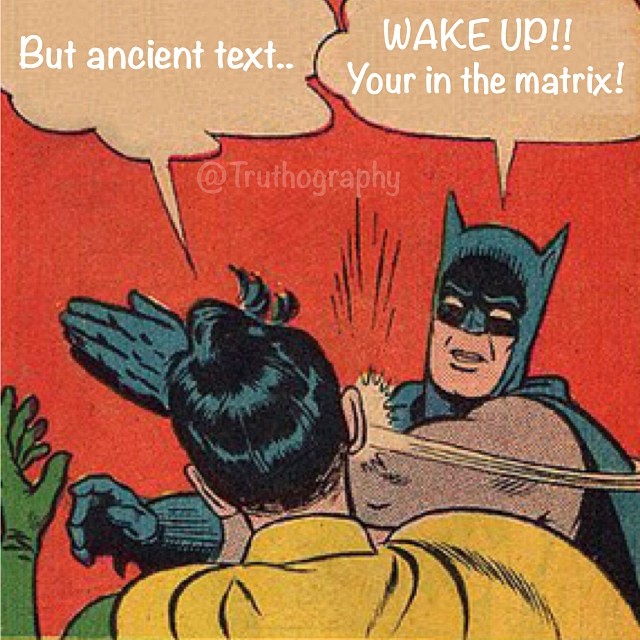 But ancient text..
WAKE UP!!
Your in the matrix!
@Truthography